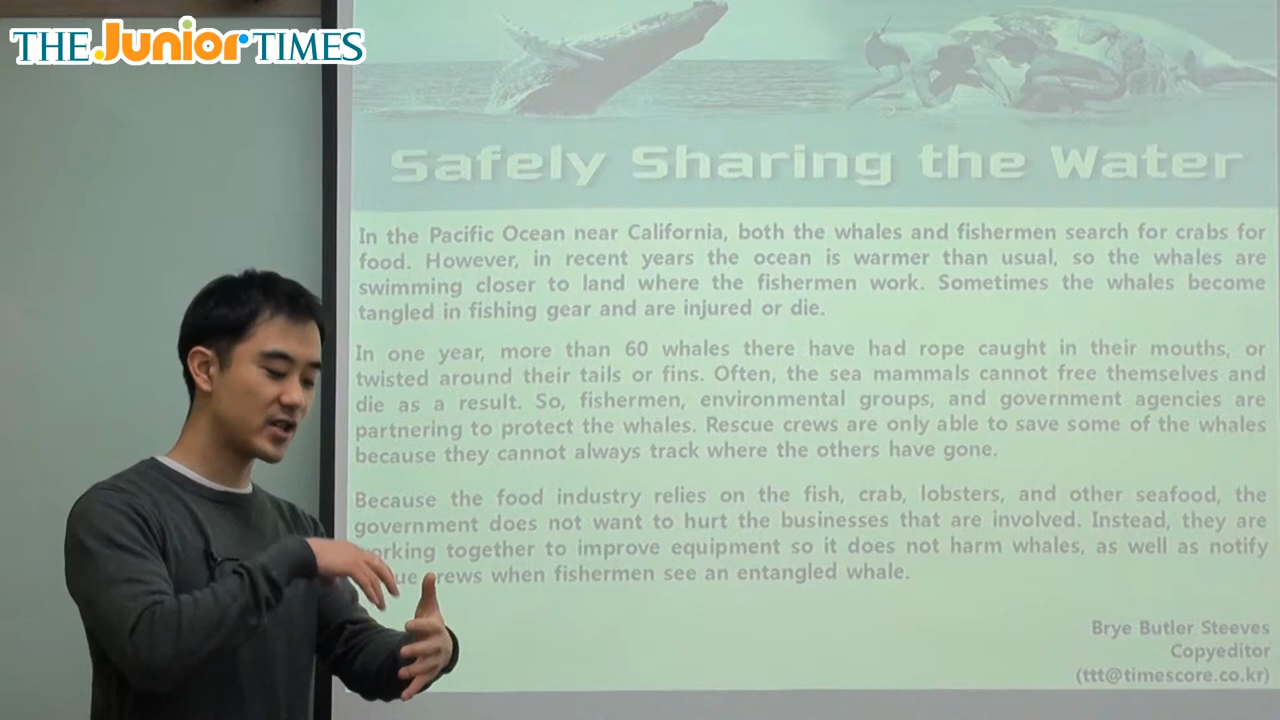 THE Junior TIMES
Safely Sharing the Water
In the Pacific Ocean near California, both the whales and fishermen search for crabs for
food. However, in recent years the ocean is warmer than usual, so the whales are
swimming closer to land where the fishermen work. Sometimes the whales become
tangled in fishing gear and are injured or die.
In one year, more than 60 whales there have had rope caught in their mouths, or
twisted around their tails or fins. Often, the sea mammals cannot free themselves and
die as a result. So, fishermen, environmental groups, and government agencies are
partnering to protect the whales. Rescue crews are only able to save some of the whales
because they cannot always track where the others have gone.
Because the food industry relies on the fish, crab, lobsters, and other seafood, the
government does not want to hurt the businesses that are involved. Instead, they are
orking together to improve equipment so it does not harm whales, as well as notify
ue rews when fishermen see an entangled whale.
Brye Butler Steeves
Copyeditor
(ttt@timescore.co.kr)